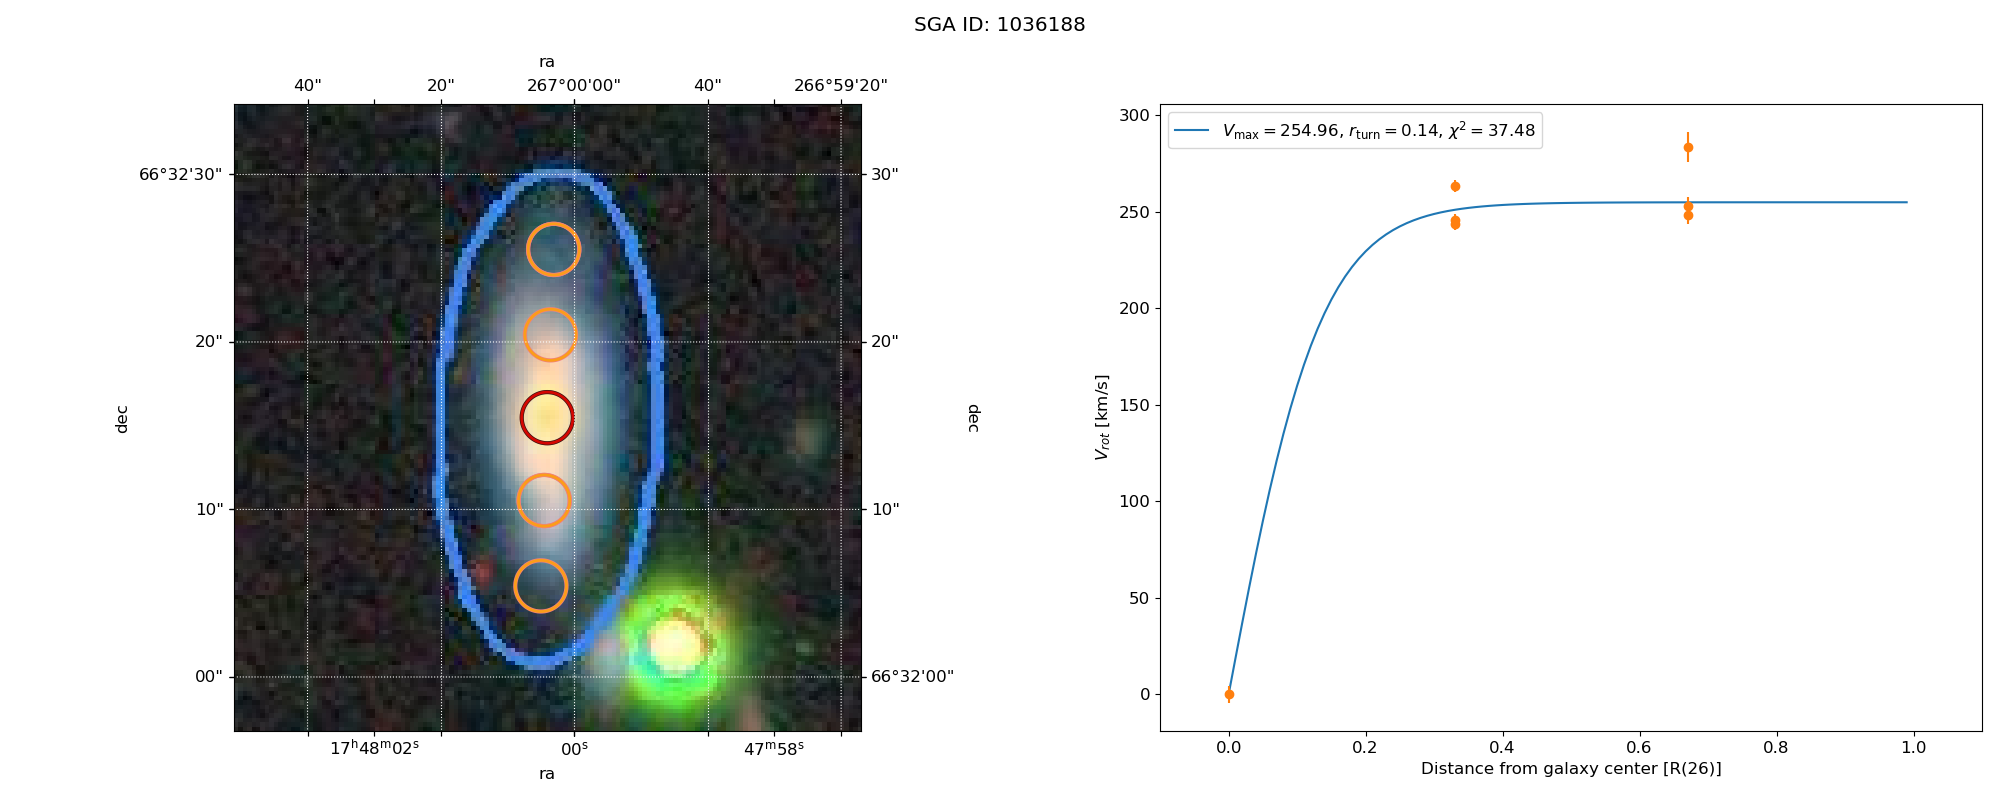 SGA ID: 1036188
ra
40" 20" 267°00'00" 40" 266°59'20"
66°32'30" 30"
20" 20"
dec dec
10" 10"
00" 66°32'00"
17ʰ48ᵐ02ˢ 00ˢ 47ᵐ58ˢ
ra
V_max = 254.96, r_turn = 0.14, χ² = 37.48
300
250
200
150
100
50
0
V_rot [km/s]
0.0 0.2 0.4 0.6 0.8 1.0
Distance from galaxy center [R(26)]